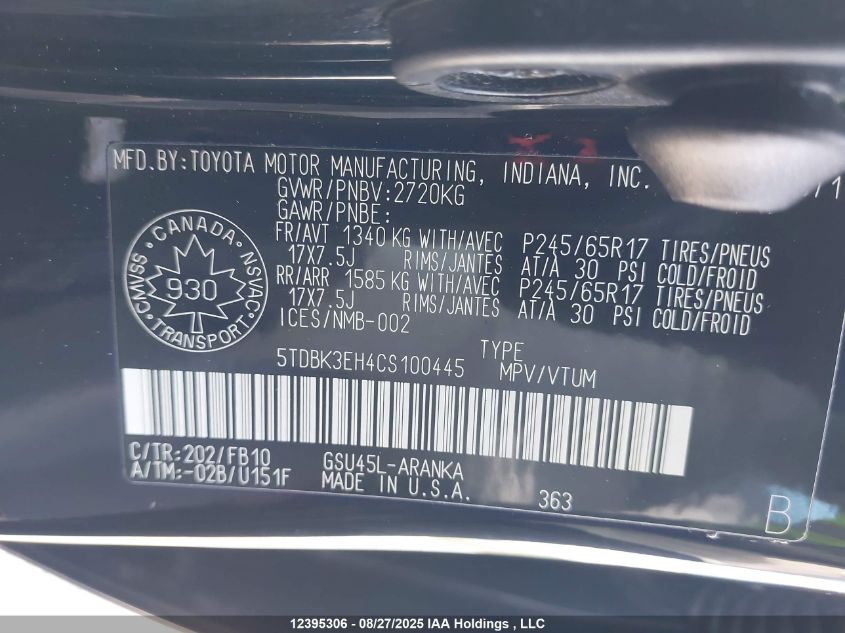 MFD.BY:TOYOTA MOTOR MANUFACTURING, INDIANA, INC.
GVWR/PNBV:2720KG
GAWR/PNBE:
FR/AVT 1340 KG WITH/AVEC P245/65R17 TIRES/PNEUS
17X7.5J RIMS/JANTES AT/A 30 PSI COLD/FROID
RR/ARR 1585 KG WITH/AVEC P245/65R17 TIRES/PNEUS
17X7.5J RIMS/JANTES AT/A 30 PSI COLD/FROID
ICES/NMB-002
CANADA
CMVSS NSVAC
930
TRANSPORT
TYPE
5TDBK3EH4CS100445 MPV/VTUM
C/TR:202/FB10 GSU45L-ARANKA
A/TM:-02B/U151F MADE IN U.S.A. 363
B
12395306 - 08/27/2025 IAA Holdings , LLC